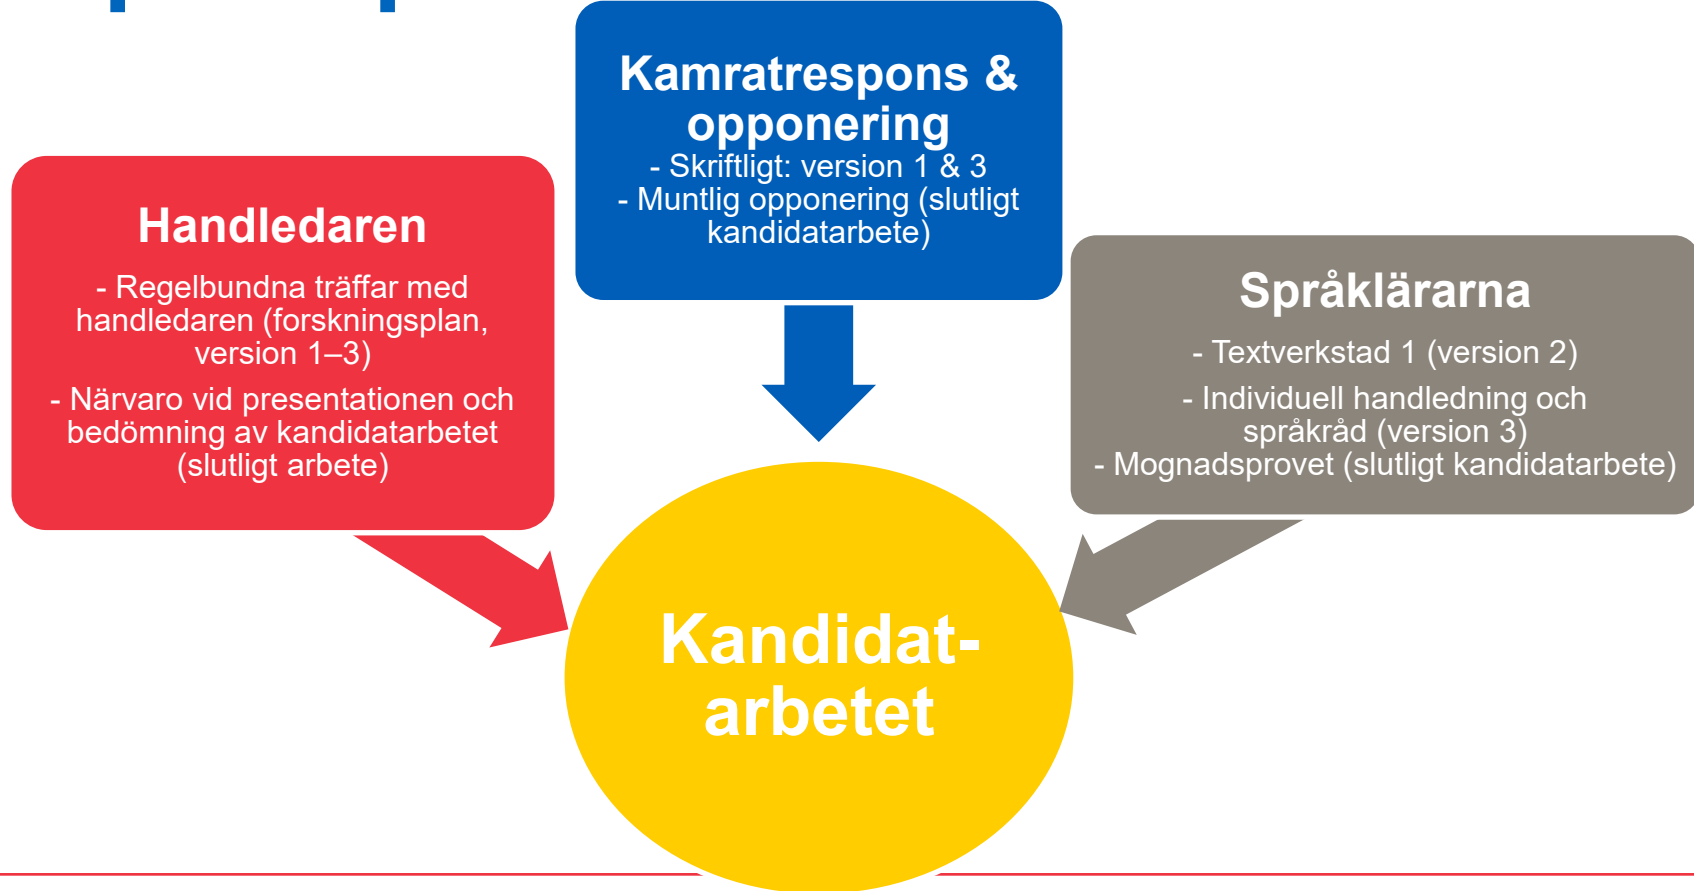 Handledaren
- Regelbundna träffar med
handledaren (forskningsplan,
version 1–3)
- Närvaro vid presentationen och
bedömning av kandidatarbetet
(slutligt arbete)
Kamratrespons &
opponering
- Skriftligt: version 1 & 3
- Muntlig opponering (slutligt
kandidatarbete)
Språklärarna
- Textverkstad 1 (version 2)
- Individuell handledning och
språkråd (version 3)
- Mognadsprovet (slutligt kandidatarbete)
Kandidat-
arbetet